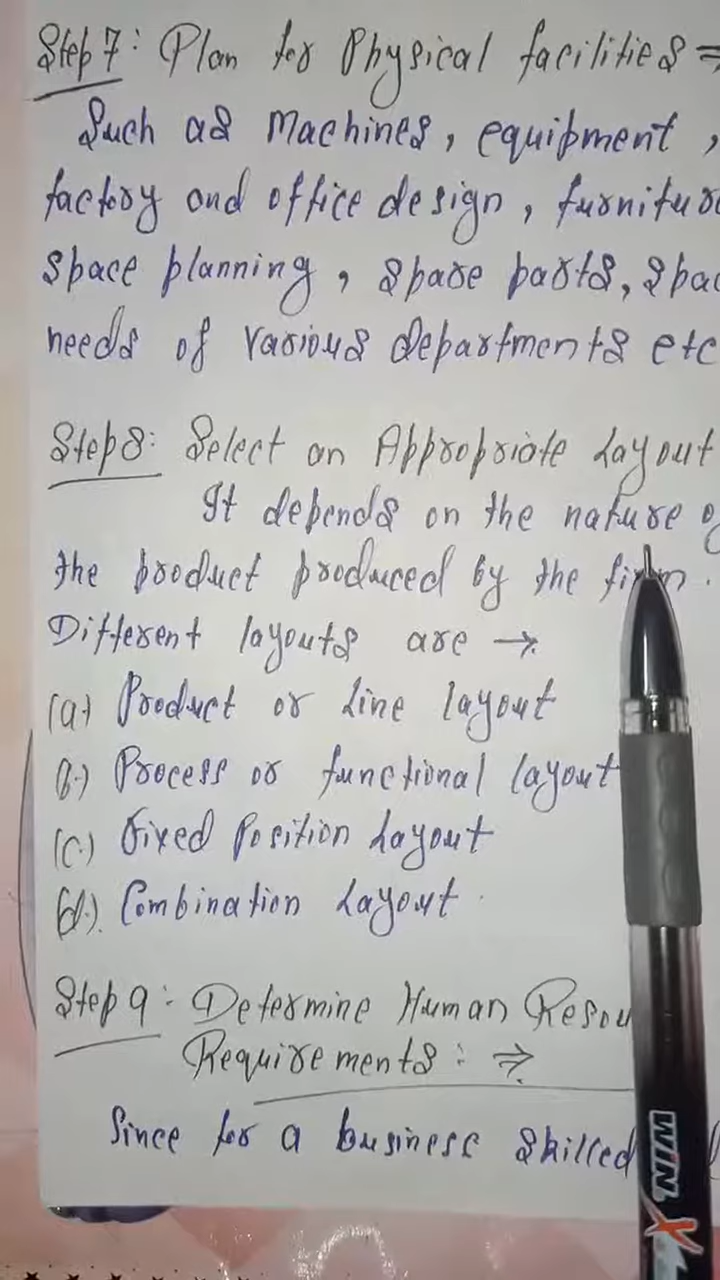 Step 7: Plan for Physical facilities ⇒
Such as machines, equipment,
factory and office design, furnitur
space planning, spare parts, spac
needs of various departments etc
Step 8: Select an Appropriate Layout
It depends on the nature of
the product produced by the firm.
Different layouts are →
(a) Product or Line layout
(b.) Process or functional layout
(c.) Fixed Position Layout
(d.). Combination Layout.
Step 9: Determine Human Resou
Requirements: ⇒
Since for a business skilled
WIN X